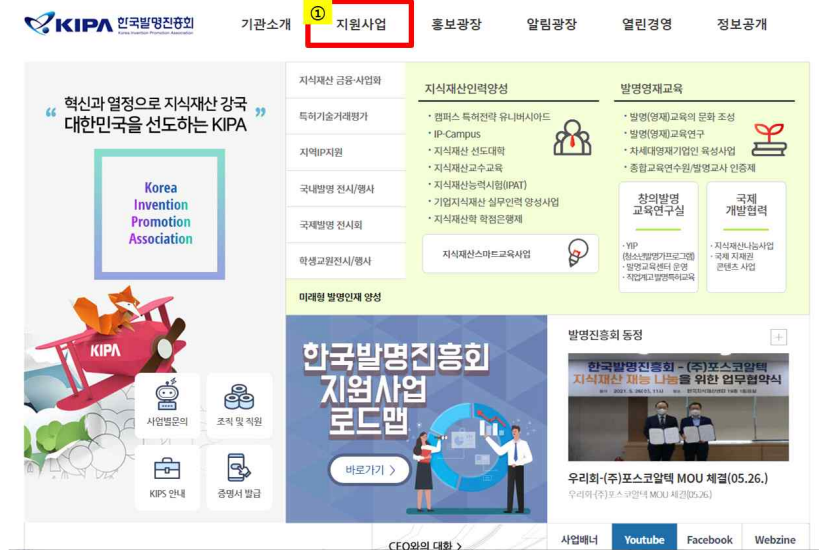 KIPA 한국발명진흥회
Korea Invention Promotion Association
기관소개
① 지원사업
홍보광장
알림광장
열린경영
정보공개
“ 혁신과 열정으로 지식재산 강국 ”
대한민국을 선도하는 KIPA
Korea
Invention
Promotion
Association
KIPA
사업별문의
조직 및 직원
KIPS 안내
증명서 발급
지식재산 금융·사업화
특허기술거래평가
지역IP지원
국내발명 전시/행사
국제발명 전시회
학생교원전시/행사
미래형 발명인재 양성
지식재산인력양성
· 캠퍼스 특허전략 유니버시아드
· IP-Campus
· 지식재산 선도대학
· 지식재산교수교육
· 지식재산능력시험(IPAT)
· 기업지식재산 실무인력 양성사업
· 지식재산학 학점은행제
지식재산스마트교육사업
발명영재교육
· 발명(영재)교육의 문화 조성
· 발명(영재)교육연구
· 차세대영재기업인 육성사업
· 종합교육연수원/발명교사 인증제
창의발명
교육연구실
· YIP
(청소년발명가프로그램)
· 발명교육센터 운영
· 직업계고 발명특허교육
국제
개발협력
· 지식재산나눔사업
· 국제 지재권
콘텐츠 사업
한국발명진흥회
지원사업
로드맵
바로가기 >
발명진흥회 동정
+
한국발명진흥회 - (주)포스코알텍
지식재산 재능 나눔을 위한 업무협약식
우리회-(주)포스코알텍 MOU 체결(05.26.)
우리회-(주)포스코알텍 MOU 체결(05.26.)
CEO와의 대화 >
사업배너
Youtube
Facebook
Webzine